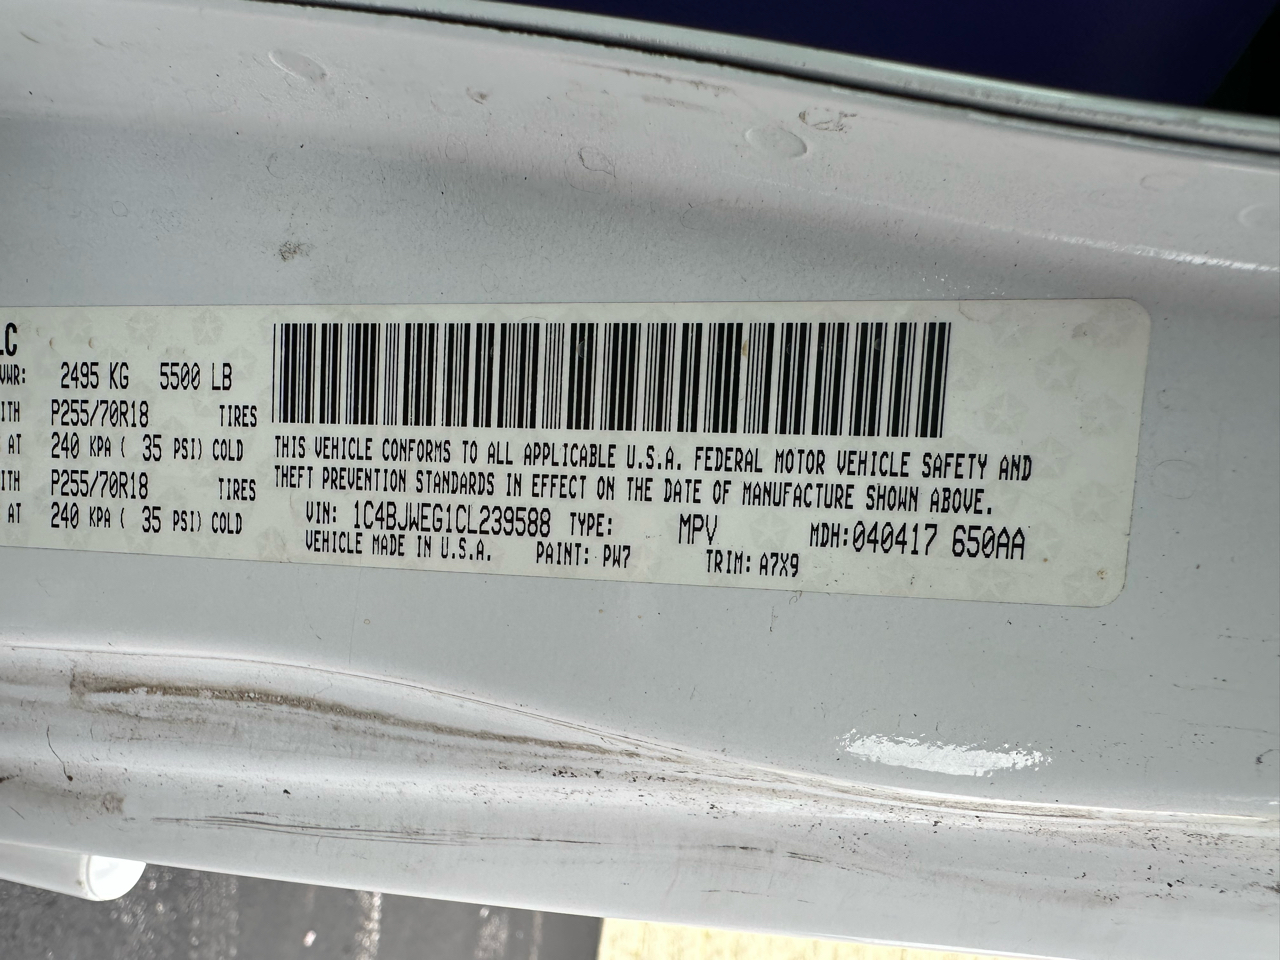 LC
VWR: 2495 KG 5500 LB
ITH P255/70R18 TIRES
AT 240 KPA ( 35 PSI) COLD
ITH P255/70R18 TIRES
AT 240 KPA ( 35 PSI) COLD
THIS VEHICLE CONFORMS TO ALL APPLICABLE U.S.A. FEDERAL MOTOR VEHICLE SAFETY AND
THEFT PREVENTION STANDARDS IN EFFECT ON THE DATE OF MANUFACTURE SHOWN ABOVE.
VIN: 1C4BJWEG1CL239588 TYPE: MPV MDH:040417 650AA
VEHICLE MADE IN U.S.A. PAINT: PW7 TRIM: A7X9